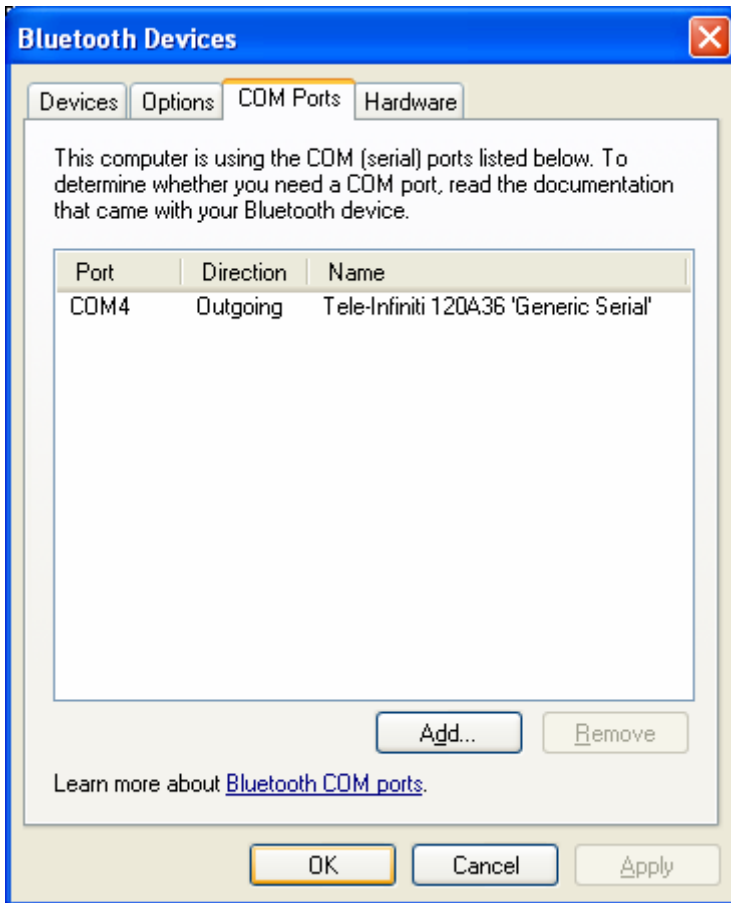 Bluetooth Devices
Devices Options COM Ports Hardware
This computer is using the COM (serial) ports listed below. To
determine whether you need a COM port, read the documentation
that came with your Bluetooth device.
Port Direction Name
COM4 Outgoing Tele-Infiniti 120A36 'Generic Serial'
Add... Remove
Learn more about Bluetooth COM ports.
OK Cancel Apply